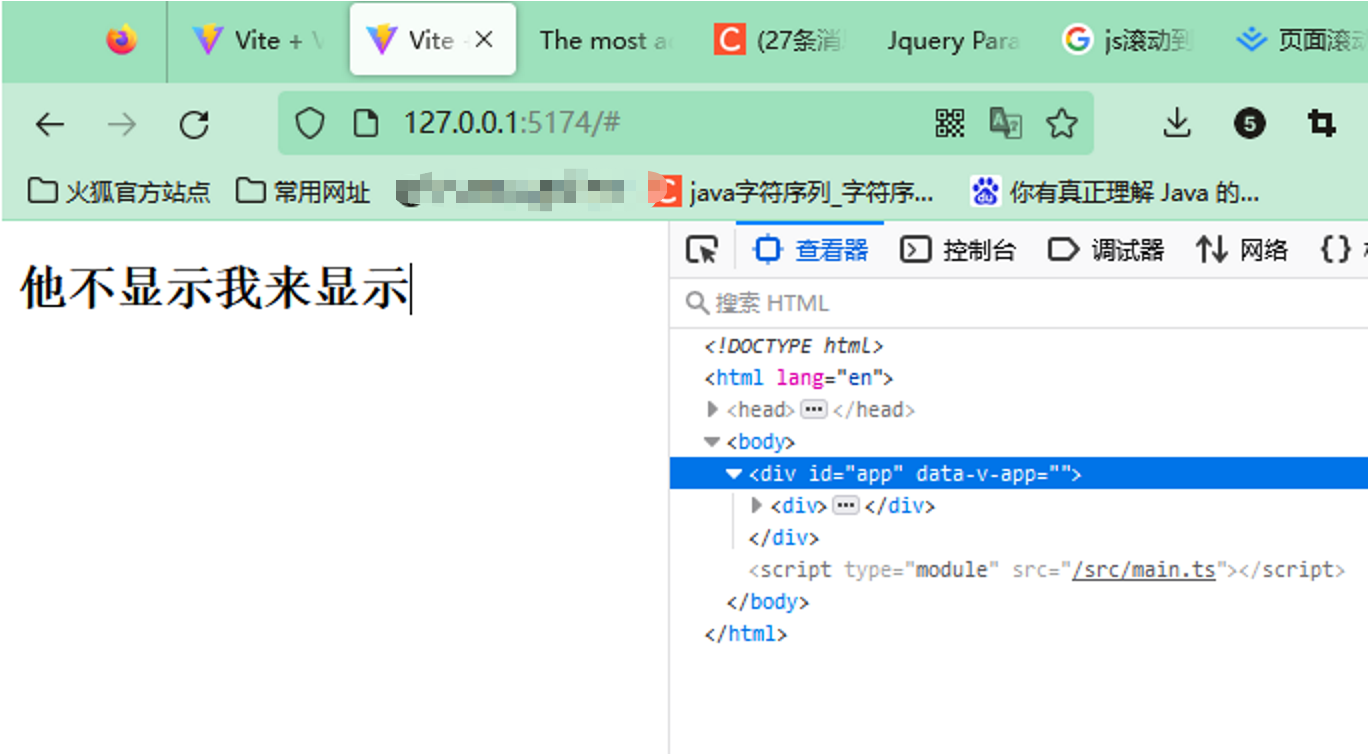 Vite +
Vite
The most a
(27条消
Jquery Para
js滚动到
页面滚动
127.0.0.1:5174/#
5
火狐官方站点
常用网址
java字符序列_字符序...
你有真正理解 Java 的...
他不显示我来显示
查看器
控制台
调试器
网络
搜索 HTML
<!DOCTYPE html>
<html lang="en">
<head> ••• </head>
<body>
<div id="app" data-v-app="">
<div> ••• </div>
</div>
<script type="module" src="/src/main.ts"></script>
</body>
</html>